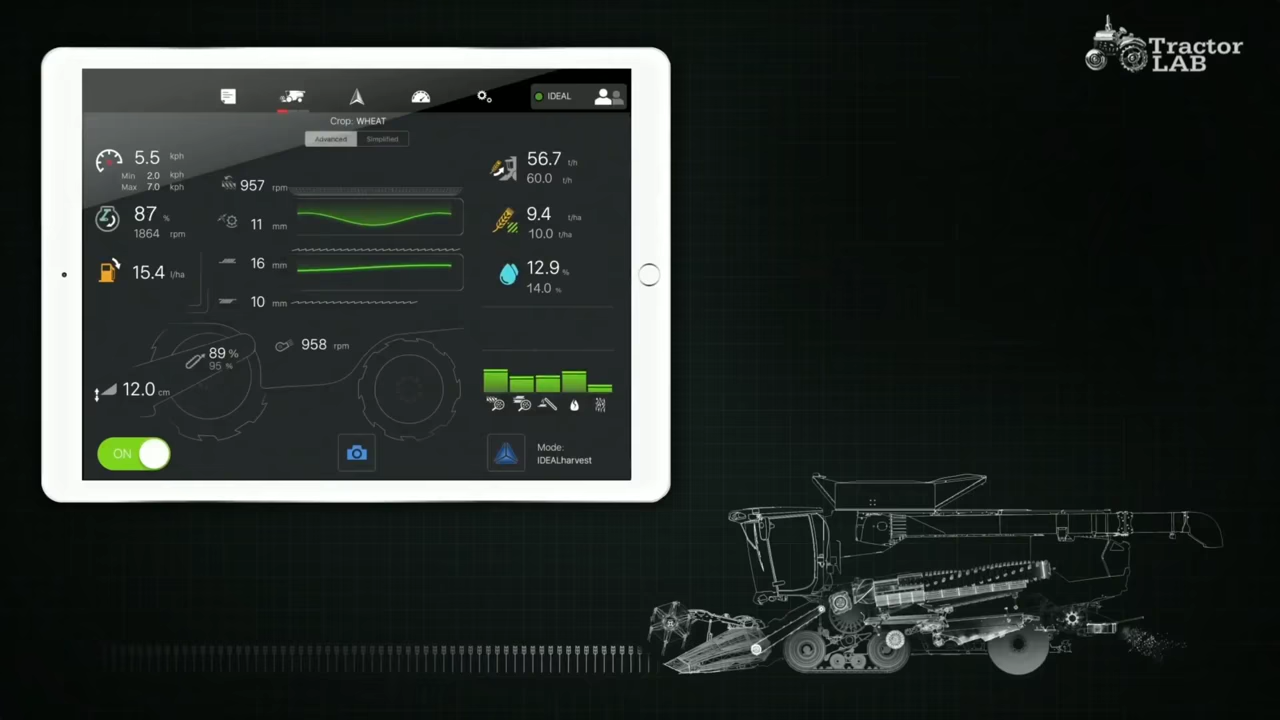 Tractor
LAB
IDEAL
Crop: WHEAT
Advanced Simplified
5.5 kph
Min 2.0 kph
Max 7.0 kph
87 %
1864 rpm
15.4 l/ha
957 rpm
11 mm
16 mm
10 mm
958 rpm
89 %
95 %
12.0 cm
56.7 t/h
60.0 t/h
9.4 t/ha
10.0 t/ha
12.9 %
14.0 %
ON
Mode:
IDEALharvest